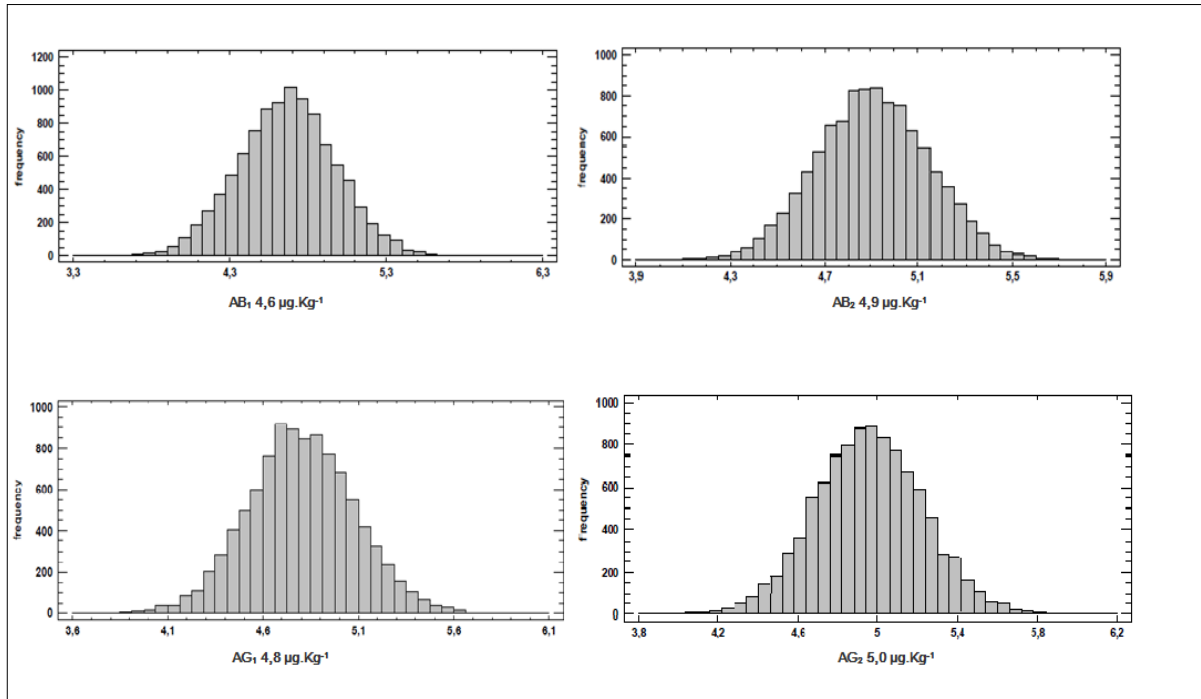 frequency
1200
1000
800
600
400
200
0
3,3 4,3 5,3 6,3
AB₁ 4,6 µg.Kg⁻¹
frequency
1000
800
600
400
200
0
3,9 4,3 4,7 5,1 5,5 5,9
AB₂ 4,9 µg.Kg⁻¹
frequency
1000
800
600
400
200
0
3,6 4,1 4,6 5,1 5,6 6,1
AG₁ 4,8 µg.Kg⁻¹
frequency
1000
800
600
400
200
0
3,8 4,2 4,6 5 5,4 5,8 6,2
AG₂ 5,0 µg.Kg⁻¹